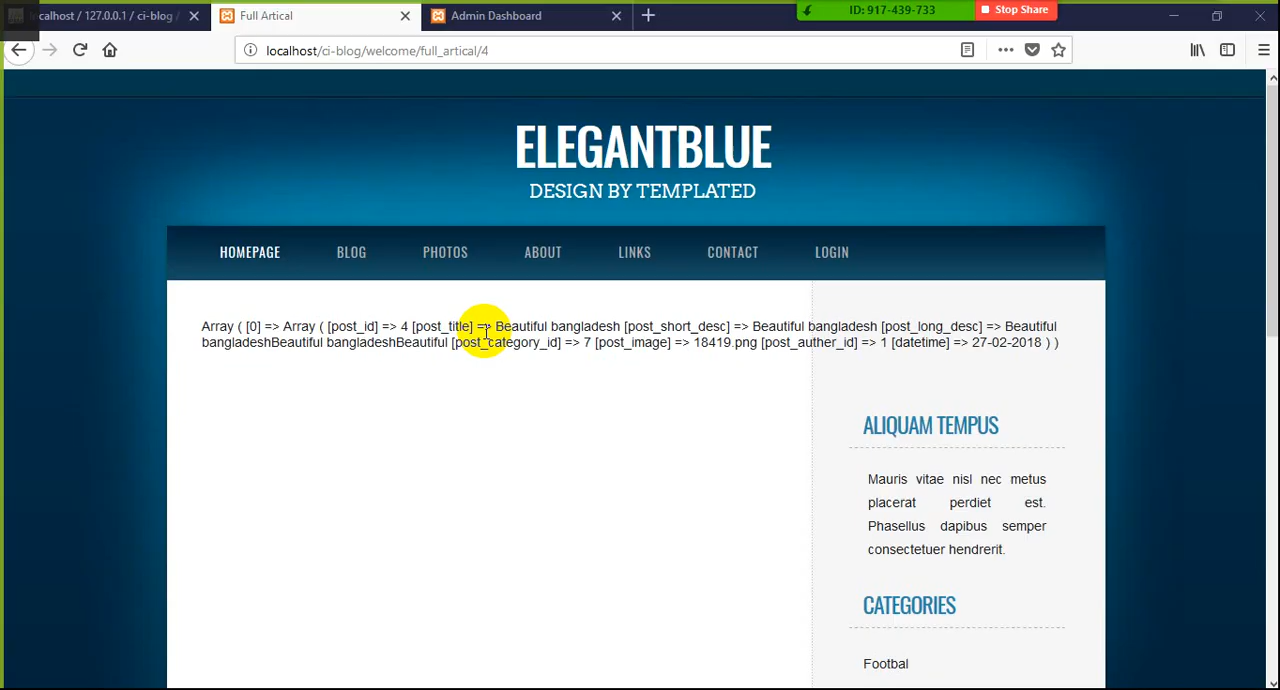 localhost / 127.0.0.1 / ci-blog /
Full Artical
Admin Dashboard
ID: 917-439-733
Stop Share
localhost/ci-blog/welcome/full_artical/4
ELEGANTBLUE
DESIGN BY TEMPLATED
HOMEPAGE BLOG PHOTOS ABOUT LINKS CONTACT LOGIN
Array ( [0] => Array ( [post_id] => 4 [post_title] => Beautiful bangladesh [post_short_desc] => Beautiful bangladesh [post_long_desc] => Beautiful
bangladeshBeautiful bangladeshBeautiful [post_category_id] => 7 [post_image] => 18419.png [post_auther_id] => 1 [datetime] => 27-02-2018 ) )
ALIQUAM TEMPUS
Mauris vitae nisl nec metus
placerat perdiet est.
Phasellus dapibus semper
consectetuer hendrerit.
CATEGORIES
Footbal